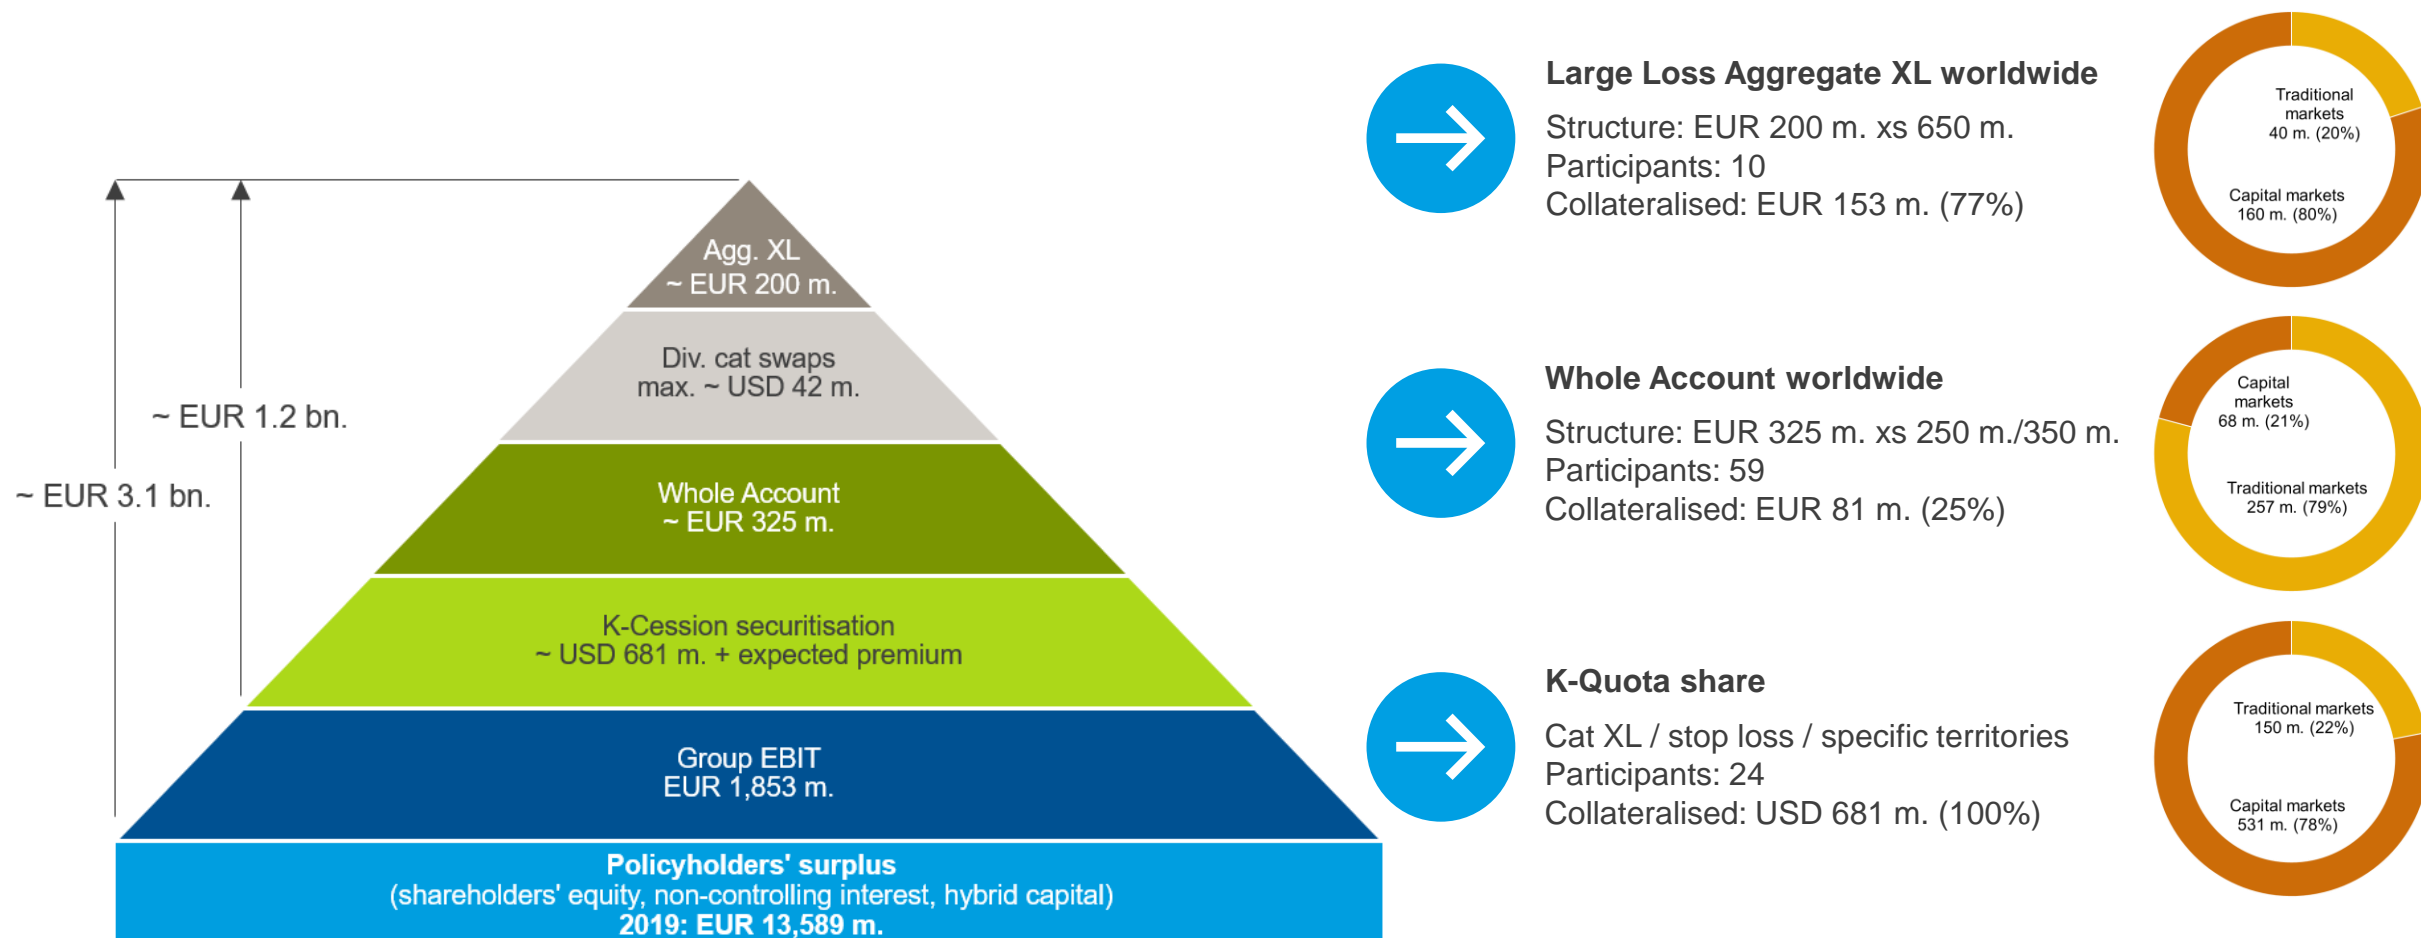 ~ EUR 3.1 bn.
~ EUR 1.2 bn.
Agg. XL
~ EUR 200 m.
Div. cat swaps
max. ~ USD 42 m.
Whole Account
~ EUR 325 m.
K-Cession securitisation
~ USD 681 m. + expected premium
Group EBIT
EUR 1,853 m.
Policyholders' surplus
(shareholders' equity, non-controlling interest, hybrid capital)
2019: EUR 13,589 m.
Large Loss Aggregate XL worldwide
Structure: EUR 200 m. xs 650 m.
Participants: 10
Collateralised: EUR 153 m. (77%)
Traditional
markets
40 m. (20%)
Capital markets
160 m. (80%)
Whole Account worldwide
Structure: EUR 325 m. xs 250 m./350 m.
Participants: 59
Collateralised: EUR 81 m. (25%)
Capital
markets
68 m. (21%)
Traditional markets
257 m. (79%)
K-Quota share
Cat XL / stop loss / specific territories
Participants: 24
Collateralised: USD 681 m. (100%)
Traditional markets
150 m. (22%)
Capital markets
531 m. (78%)